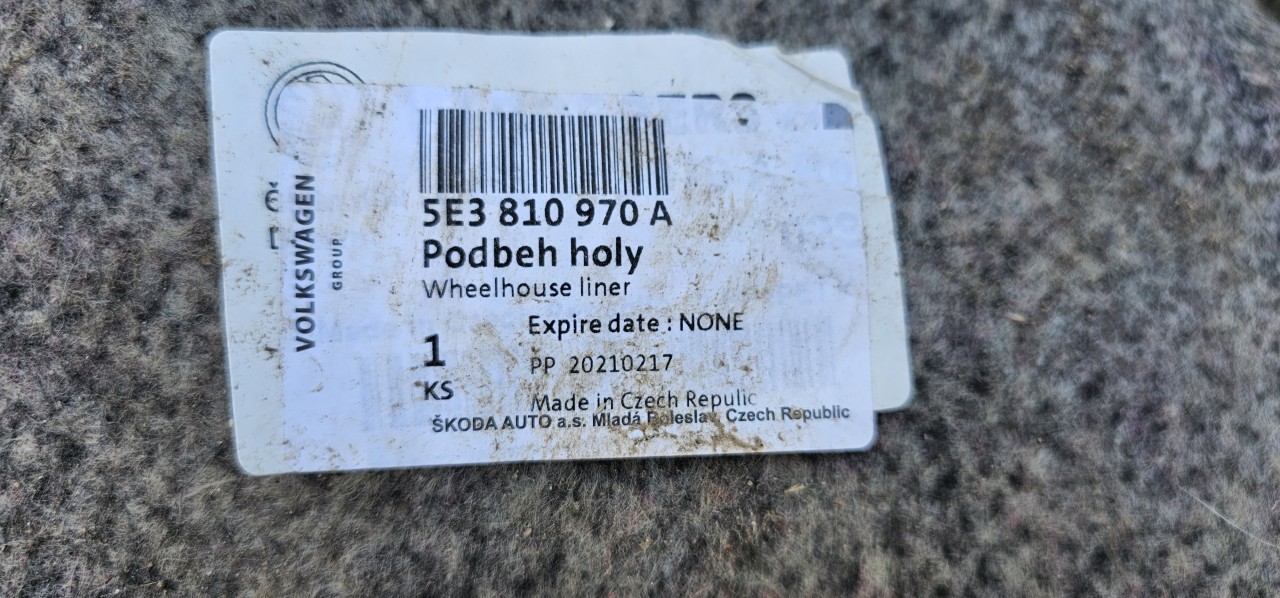 VOLKSWAGEN
GROUP
5E3 810 970 A
Podbeh holy
Wheelhouse liner
Expire date : NONE
1
KS
PP 20210217
Made in Czech Repulic
ŠKODA AUTO a.s. Mladá Boleslav, Czech Republic